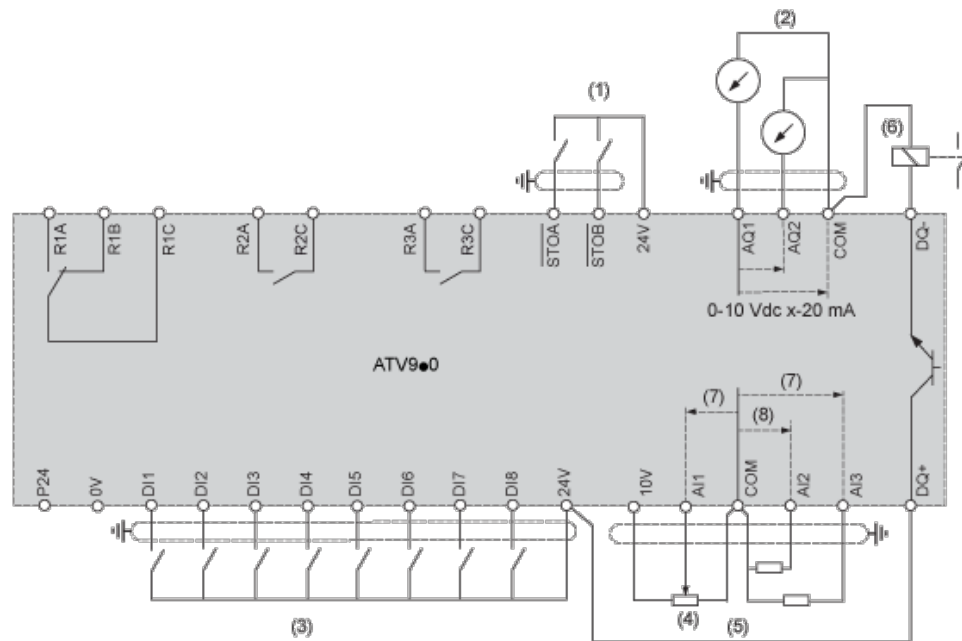 (2)
(1)
(6)
R1A
R1B
R1C
R2A
R2C
R3A
R3C
STOA
STOB
24V
AQ1
AQ2
COM
DQ-
0-10 Vdc x-20 mA
ATV9●0
(7)
(7)
(8)
P24
0V
DI1
DI2
DI3
DI4
DI5
DI6
DI7
DI8
24V
10V
AI1
COM
AI2
AI3
DQ+
(3)
(4)
(5)